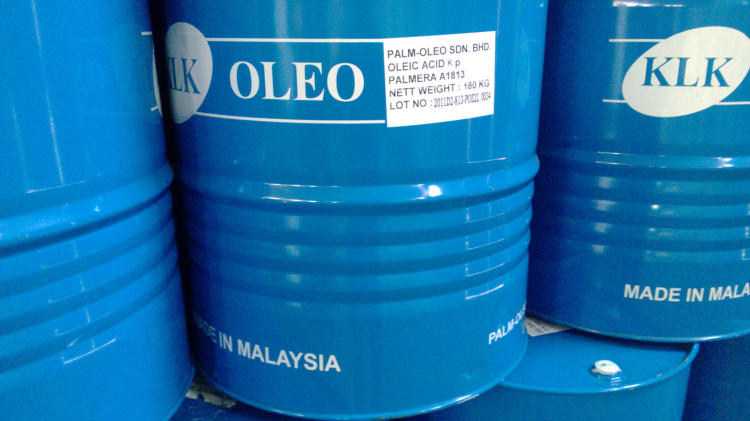 KLK OLEO
PALM-OLEO SDN. BHD.
OLEIC ACID K p
PALMERA A1813
NETT WEIGHT : 180 KG
LOT NO :
KLK
MADE IN MALAYSIA
PALM-OL
MADE IN MALA